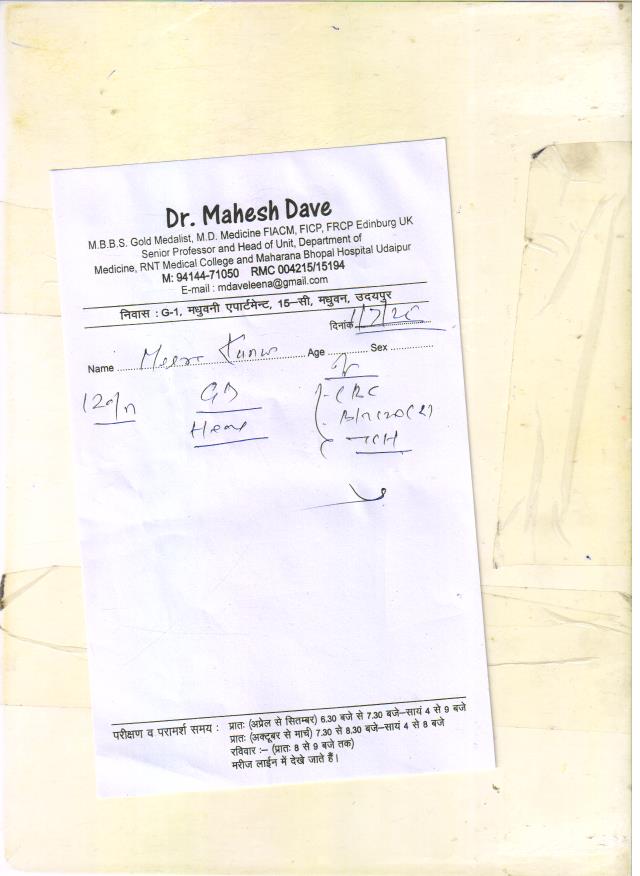 Dr. Mahesh Dave
M.B.B.S. Gold Medalist, M.D. Medicine FIACM, FICP, FRCP Edinburg UK
Senior Professor and Head of Unit, Department of
Medicine, RNT Medical College and Maharana Bhopal Hospital Udaipur
M: 94144-71050 RMC 004215/15194
E-mail : mdaveleena@gmail.com
निवास : G-1, मधुवनी एपार्टमेन्ट, 15-सी, मधुवन, उदयपुर
दिनांक
Name Meera Age Sex
परीक्षण व परामर्श समय : प्रातः (अप्रेल से सितम्बर) 6.30 बजे से 7.30 बजे-सायं 4 से 9 बजे
प्रातः (अक्टूबर से मार्च) 7.30 से 8.30 बजे-सायं 4 से 8 बजे
रविवार :- (प्रातः 8 से 9 बजे तक)
मरीज लाईन में देखे जाते हैं।